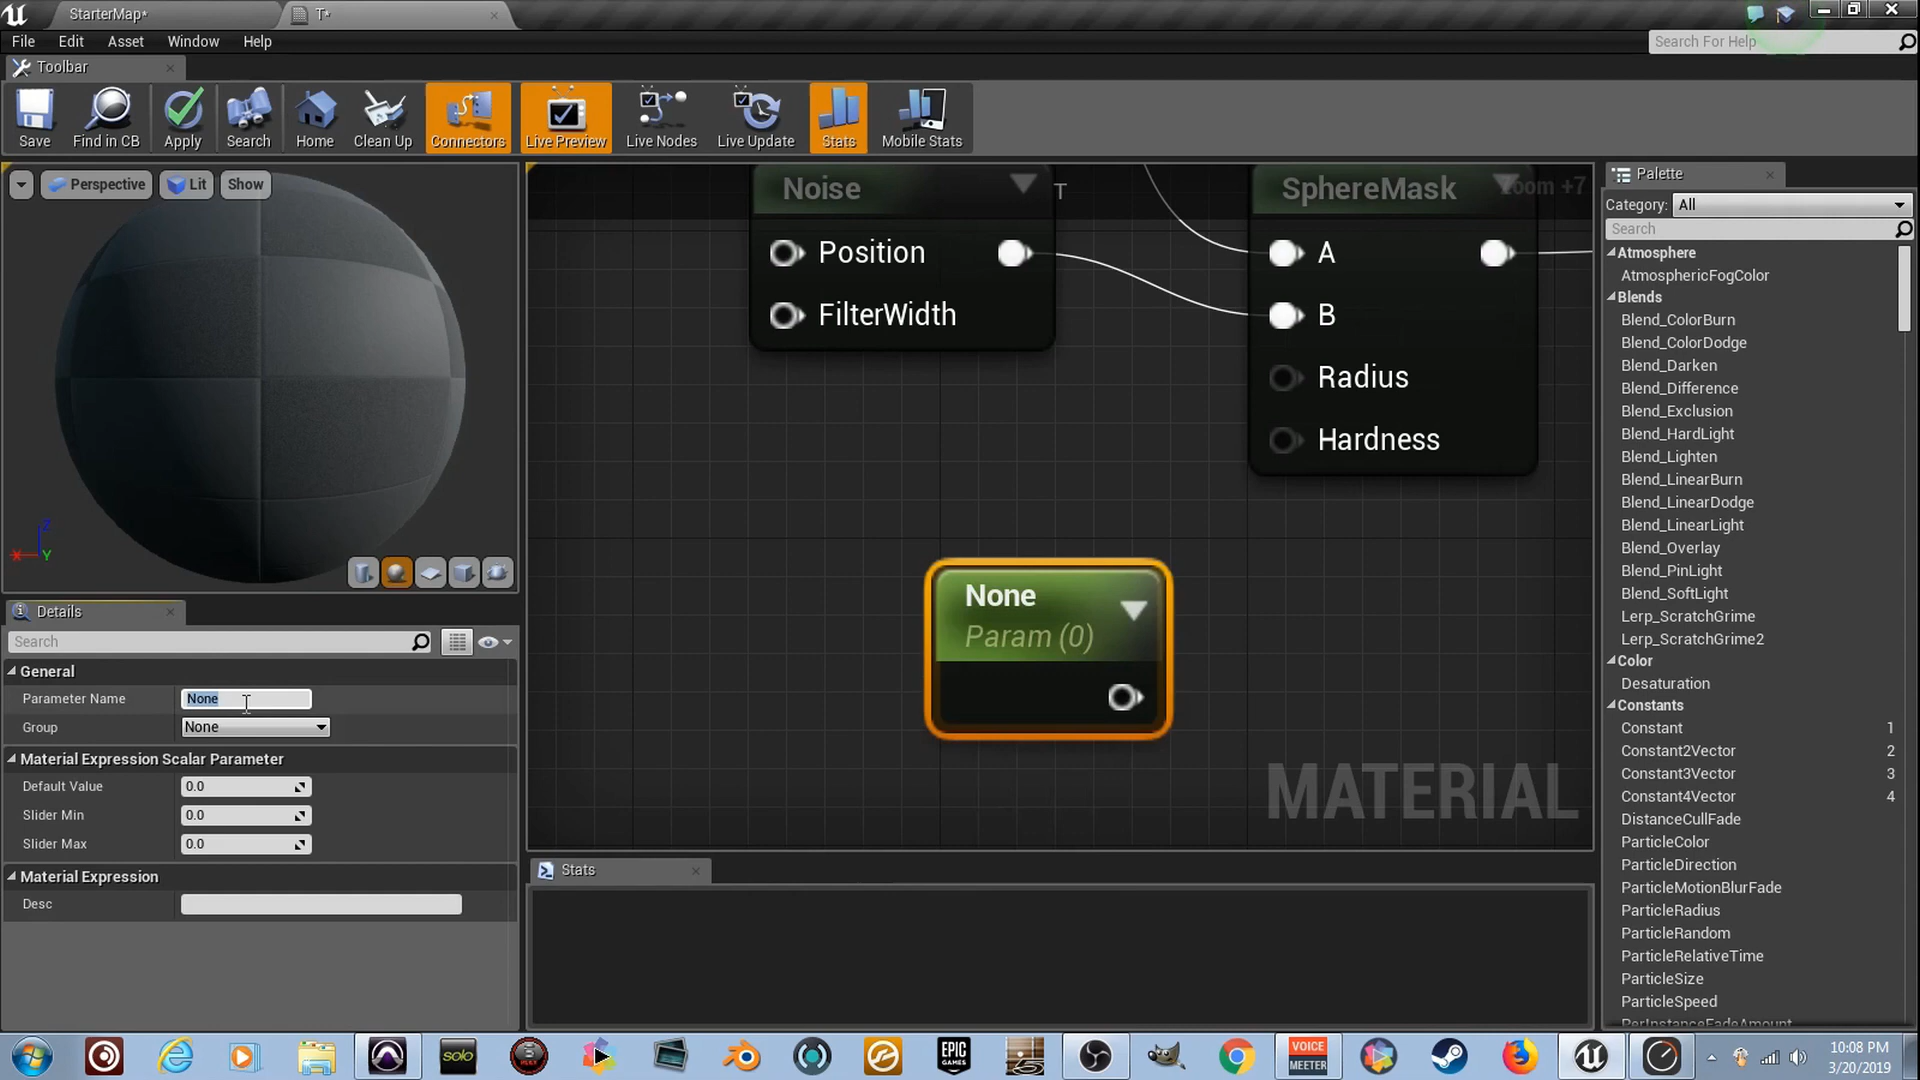 StarterMap*
T*
File Edit Asset Window Help
Search For Help
Toolbar
Save Find in CB Apply Search Home Clean Up Connectors Live Preview Live Nodes Live Update Stats Mobile Stats
Perspective Lit Show
Z
X
Y
Noise
T
Position
FilterWidth
SphereMask
Zoom +7
A
B
Radius
Hardness
None
Param (0)
MATERIAL
Palette
Category: All
Search
Atmosphere
AtmosphericFogColor
Blends
Blend_ColorBurn
Blend_ColorDodge
Blend_Darken
Blend_Difference
Blend_Exclusion
Blend_HardLight
Blend_Lighten
Blend_LinearBurn
Blend_LinearDodge
Blend_LinearLight
Blend_Overlay
Blend_PinLight
Blend_SoftLight
Lerp_ScratchGrime
Lerp_ScratchGrime2
Color
Desaturation
Constants
Constant 1
Constant2Vector 2
Constant3Vector 3
Constant4Vector 4
DistanceCullFade
ParticleColor
ParticleDirection
ParticleMotionBlurFade
ParticleRadius
ParticleRandom
ParticleRelativeTime
ParticleSize
ParticleSpeed
PerInstanceFadeAmount
Details
Search
General
Parameter Name None
Group None
Material Expression Scalar Parameter
Default Value 0.0
Slider Min 0.0
Slider Max 0.0
Material Expression
Desc
Stats
solo
EPIC
GAMES
VOICE
MEETER
10:08 PM
3/20/2019